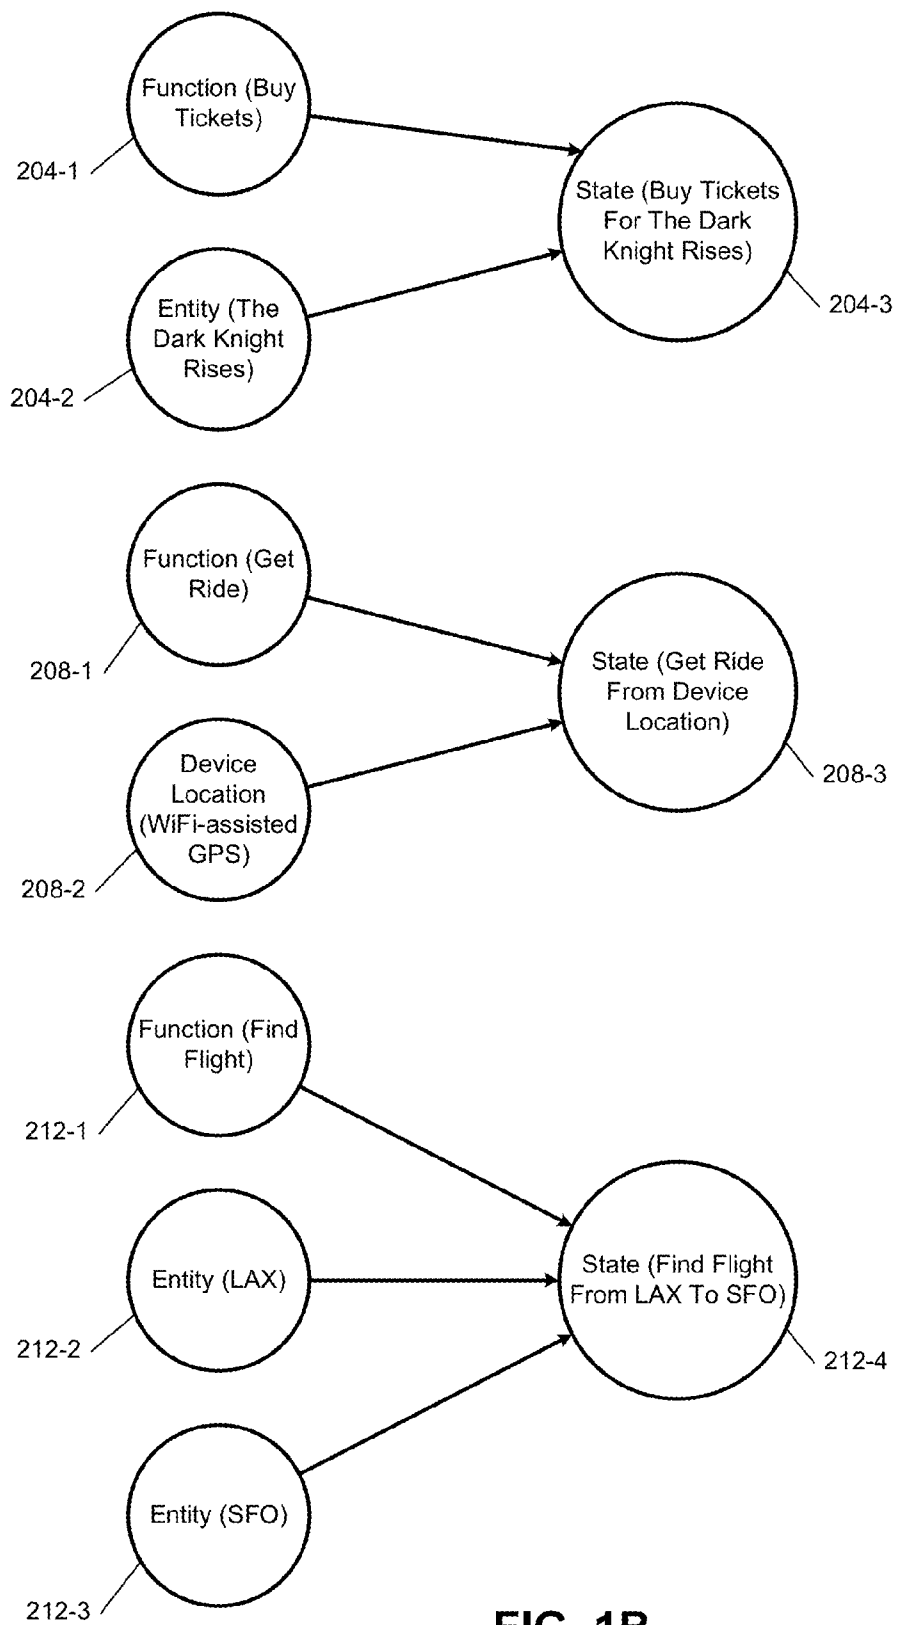 Function (Buy
Tickets)
204-1
State (Buy Tickets
For The Dark
Knight Rises)
204-3
Entity (The
Dark Knight
Rises)
204-2
Function (Get
Ride)
208-1
State (Get Ride
From Device
Location)
208-3
Device
Location
(WiFi-assisted
GPS)
208-2
Function (Find
Flight)
212-1
Entity (LAX)
212-2
State (Find Flight
From LAX To SFO)
212-4
Entity (SFO)
212-3
FIG. 1B